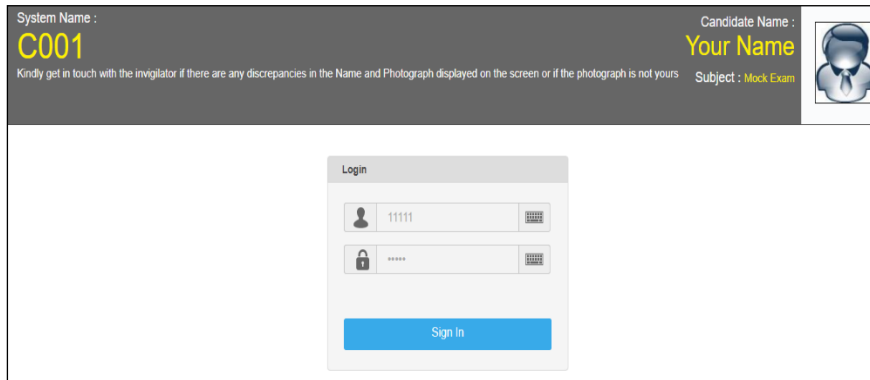 System Name :
C001
Kindly get in touch with the invigilator if there are any discrepancies in the Name and Photograph displayed on the screen or if the photograph is not yours
Candidate Name :
Your Name
Subject : Mock Exam
Login
11111
•••••
Sign In